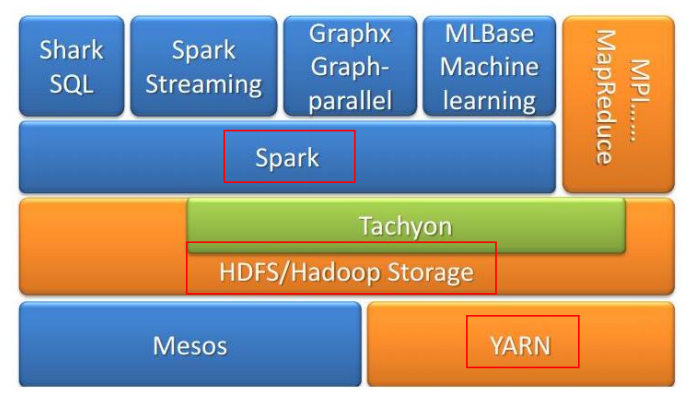 Shark
SQL
Spark
Streaming
Graphx
Graph-
parallel
MLBase
Machine
learning
MPI......
MapReduce
Spark
Tachyon
HDFS/Hadoop Storage
Mesos
YARN